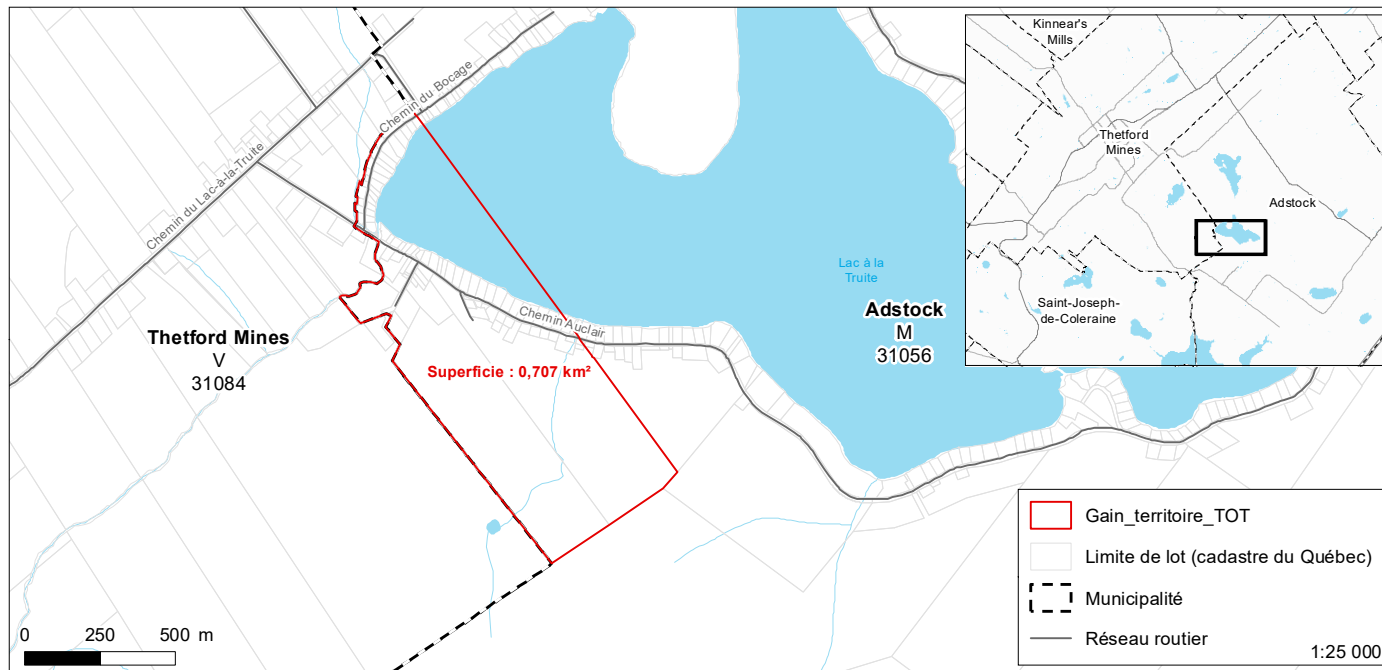 Chemin du Bocage
Chemin du Lac-à-la-Truite
Chemin Auclair
Lac à la
Truite
Thetford Mines
V
31084
Adstock
M
31056
Superficie : 0,707 km²
0 250 500 m
Kinnear's
Mills
Thetford
Mines
Adstock
Saint-Joseph-
de-Coleraine
Gain_territoire_TOT
Limite de lot (cadastre du Québec)
Municipalité
Réseau routier
1:25 000